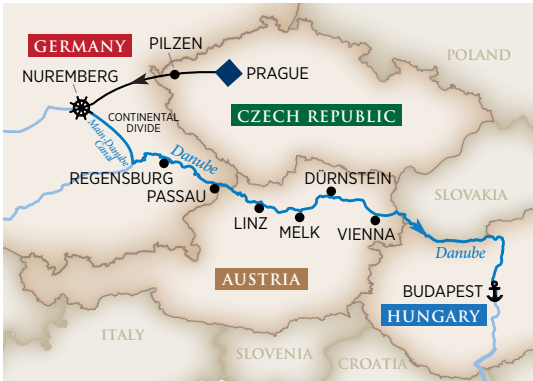 GERMANY
PILZEN
POLAND
NUREMBERG
PRAGUE
CONTINENTAL
DIVIDE
CZECH REPUBLIC
Main-Danube
Canal
Danube
REGENSBURG
DÜRNSTEIN
PASSAU
SLOVAKIA
LINZ
MELK
VIENNA
Danube
AUSTRIA
BUDAPEST
HUNGARY
ITALY
SLOVENIA
CROATIA